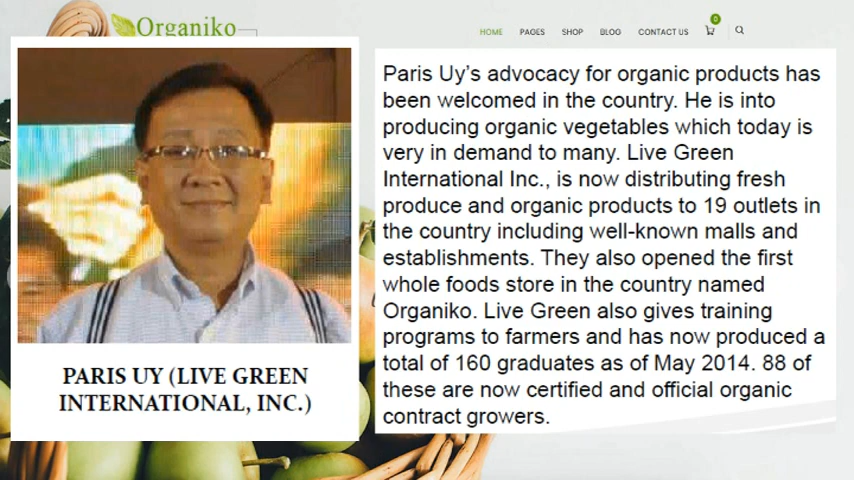 Organiko
HOME PAGES SHOP BLOG CONTACT US 0
Paris Uy’s advocacy for organic products has
been welcomed in the country. He is into
producing organic vegetables which today is
very in demand to many. Live Green
International Inc., is now distributing fresh
produce and organic products to 19 outlets in
the country including well-known malls and
establishments. They also opened the first
whole foods store in the country named
Organiko. Live Green also gives training
programs to farmers and has now produced a
total of 160 graduates as of May 2014. 88 of
these are now certified and official organic
contract growers.
PARIS UY (LIVE GREEN
INTERNATIONAL, INC.)